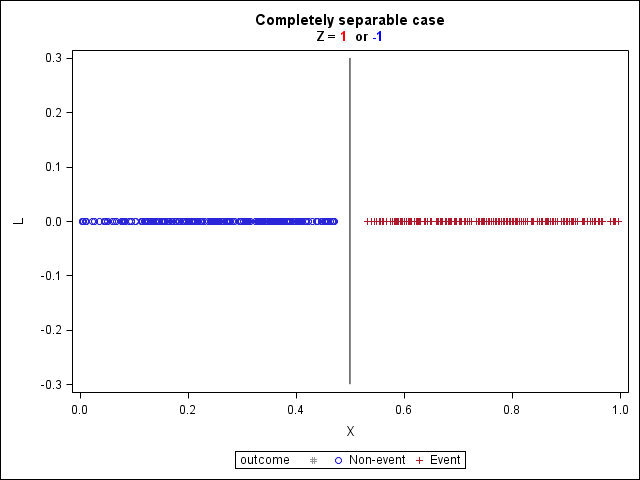 Completely separable case
Z = 1 or -1
0.3
0.2
0.1
0.0
-0.1
-0.2
-0.3
L
0.0 0.2 0.4 0.6 0.8 1.0
X
outcome Non-event Event